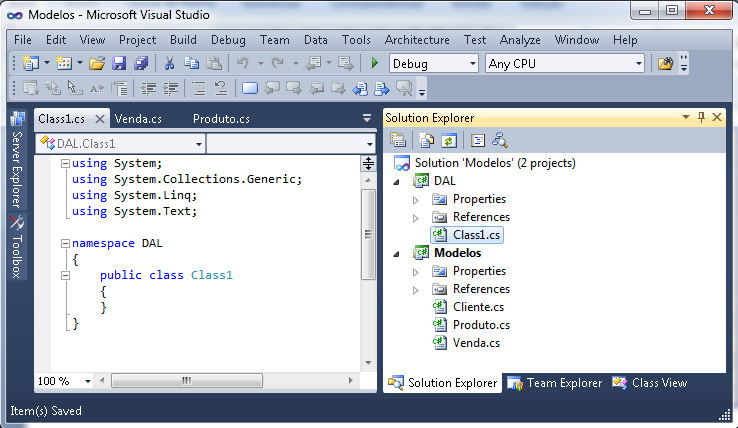 Modelos - Microsoft Visual Studio
File Edit View Project Build Debug Team Data Tools Architecture Test Analyze Window Help
Debug Any CPU
Class1.cs Venda.cs Produto.cs
DAL.Class1
using System;
using System.Collections.Generic;
using System.Linq;
using System.Text;
namespace DAL
{
public class Class1
{
}
}
100 %
Server Explorer
Toolbox
Solution Explorer
Solution 'Modelos' (2 projects)
DAL
Properties
References
Class1.cs
Modelos
Properties
References
Cliente.cs
Produto.cs
Venda.cs
Solution Explorer Team Explorer Class View
Item(s) Saved